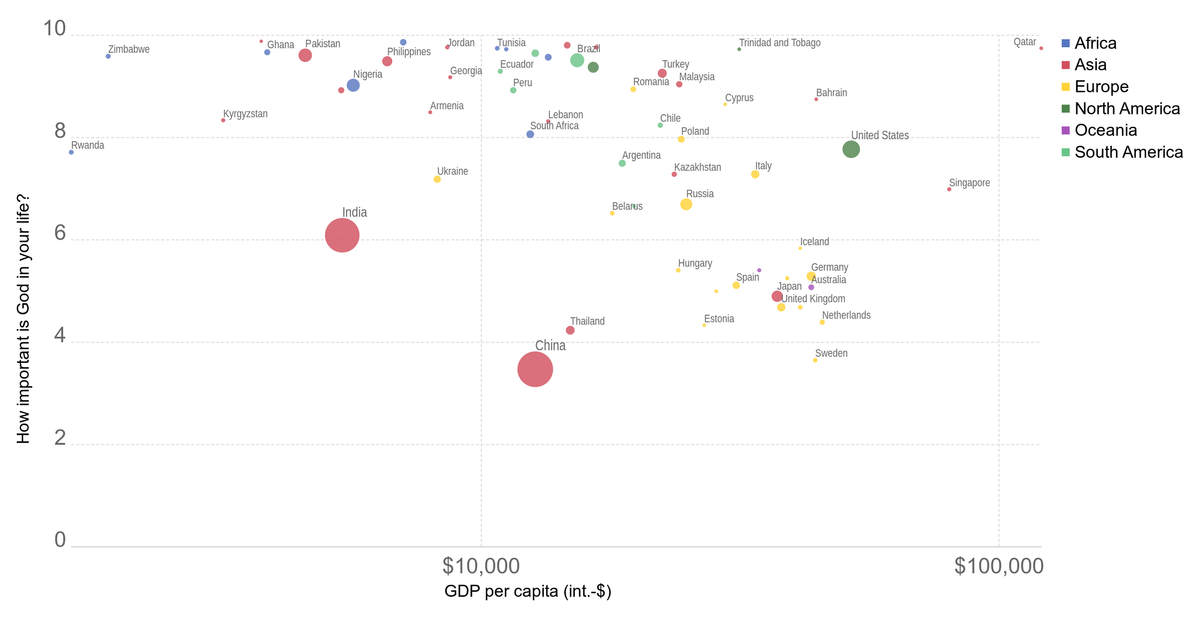 10
Zimbabwe
Ghana
Pakistan
Philippines
Jordan
Tunisia
Brazil
Trinidad and Tobago
Qatar
Nigeria
Georgia
Ecuador
Peru
Turkey
Malaysia
Romania
Cyprus
Bahrain
Kyrgyzstan
Armenia
Lebanon
South Africa
Chile
Poland
United States
8
Rwanda
Ukraine
Argentina
Kazakhstan
Italy
Singapore
India
Belarus
Russia
6
Iceland
Hungary
Spain
Germany
Australia
Japan
United Kingdom
Thailand
Estonia
Netherlands
4
China
Sweden
2
0
$10,000
$100,000
GDP per capita (int.-$)
How important is God in your life?
Africa
Asia
Europe
North America
Oceania
South America